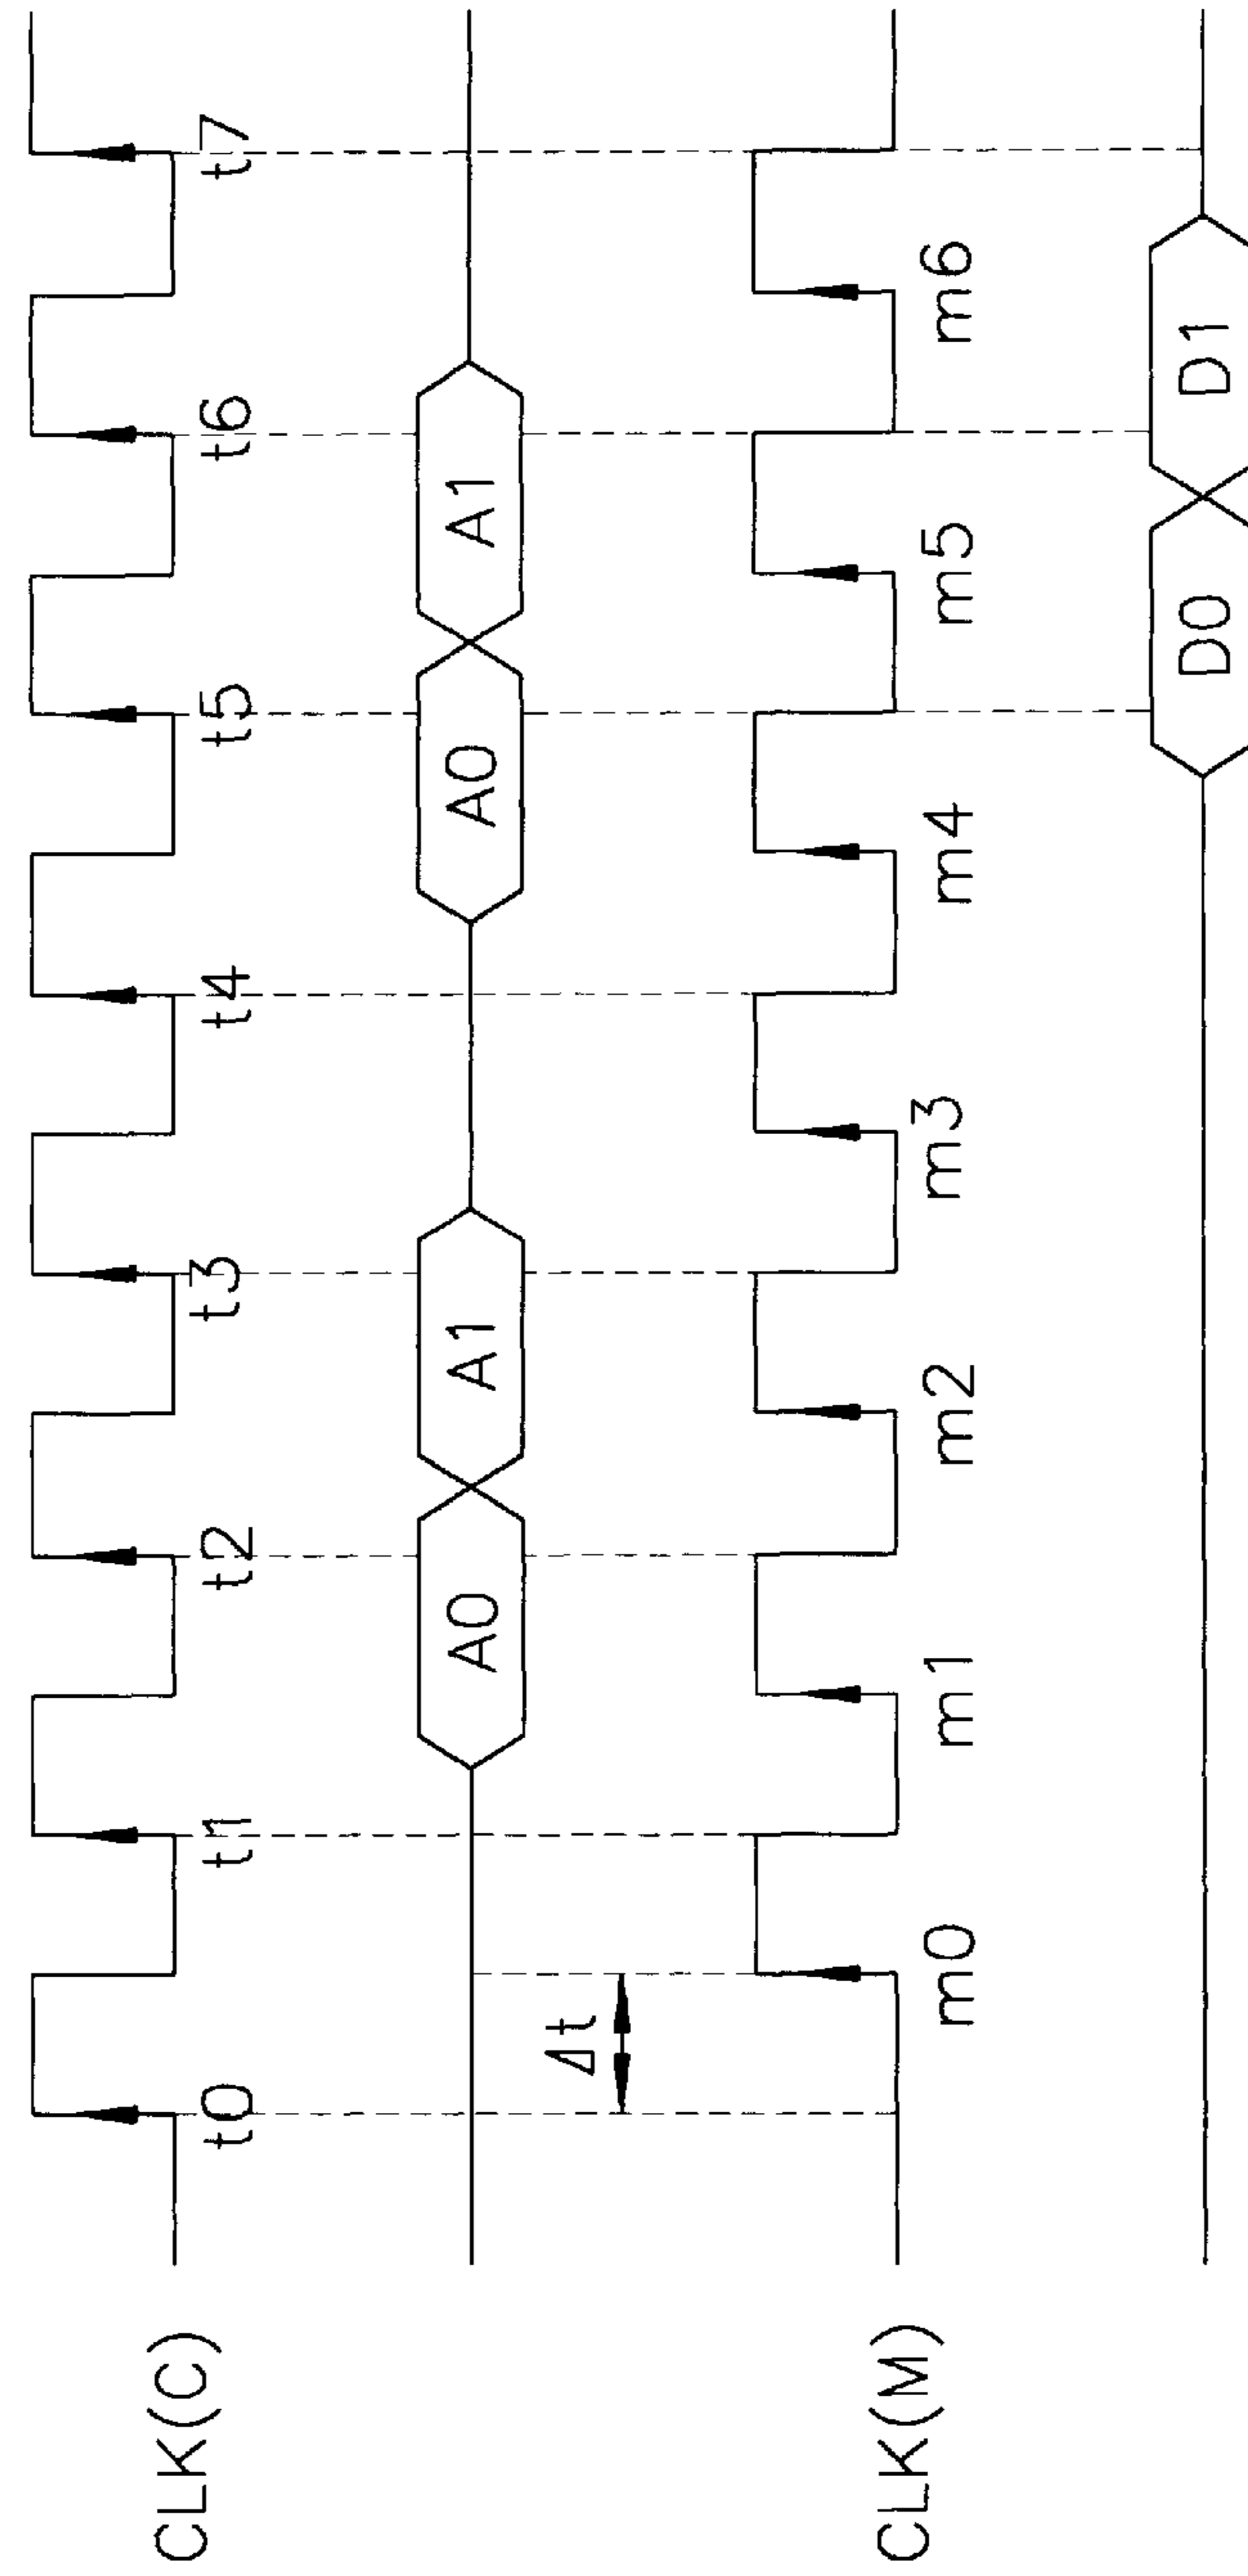 CLK(C)
t0 t1 t2 t3 t4 t5 t6 t7
A0 A1 A0 A1
Δt
CLK(M)
m0 m1 m2 m3 m4 m5 m6
D0 D1